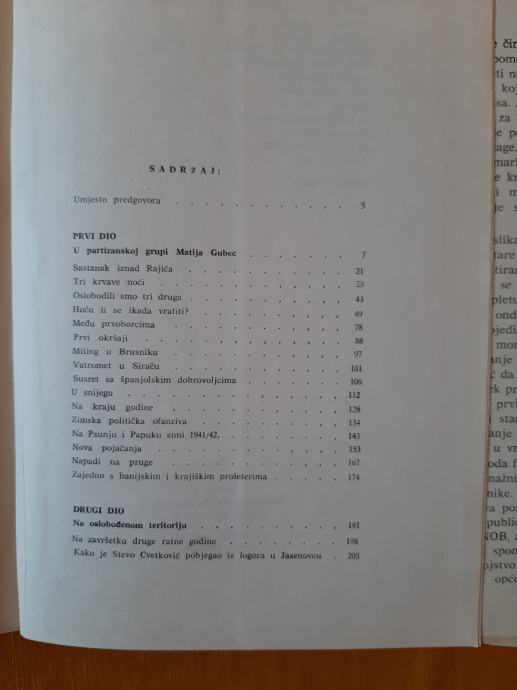 SADRŽAJ:
Umjesto predgovora . . . . . . . . . . . 5
PRVI DIO
U partizanskoj grupi Matija Gubec . . . . . . . 7
Sastanak iznad Rajića . . . . . . . . . . 21
Tri krvave noći . . . . . . . . . . . 29
Oslobodili smo tri druga . . . . . . . . . 43
Hoću li se ikada vratiti? . . . . . . . . . 49
Među prvoborcima . . . . . . . . . . 78
Prvi okršaji . . . . . . . . . . . . 88
Miting u Brusniku . . . . . . . . . . 97
Vatromet u Siraču . . . . . . . . . . 101
Susret sa španjolskim dobrovoljcima . . . . . . 106
U snijegu . . . . . . . . . . . . 112
Na kraju godine . . . . . . . . . . . 126
Zimska politička ofanziva . . . . . . . . 134
Na Psunju i Papuku zimi 1941/42. . . . . . . . 143
Nova pojačanja . . . . . . . . . . . 153
Napadi na pruge . . . . . . . . . . . 167
Zajedno s banijskim i krajiškim proleterima . . . . . 174
DRUGI DIO
Na oslobođenom teritoriju . . . . . . . . . 191
Na završetku druge ratne godine . . . . . . . 198
Kako je Stevo Cvetković pobjegao iz logora u Jasenovcu . . 205